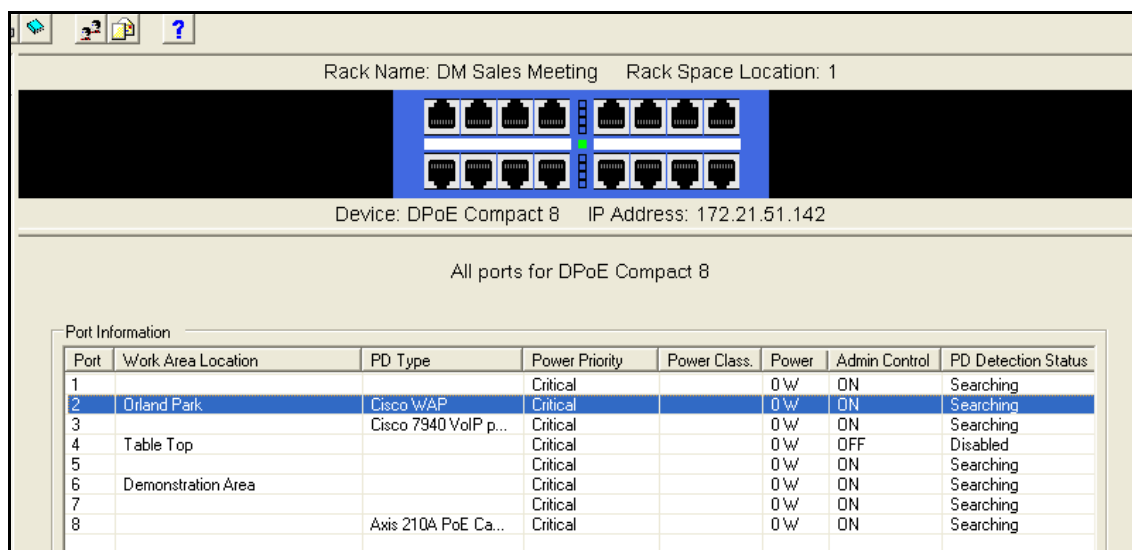 ?
Rack Name: DM Sales Meeting Rack Space Location: 1
Device: DPoE Compact 8 IP Address: 172.21.51.142
All ports for DPoE Compact 8
Port Information
Port Work Area Location PD Type Power Priority Power Class. Power Admin Control PD Detection Status
1 Critical 0 W ON Searching
2 Orland Park Cisco WAP Critical 0 W ON Searching
3 Cisco 7940 VoIP p... Critical 0 W ON Searching
4 Table Top Critical 0 W OFF Disabled
5 Critical 0 W ON Searching
6 Demonstration Area Critical 0 W ON Searching
7 Critical 0 W ON Searching
8 Axis 210A PoE Ca... Critical 0 W ON Searching